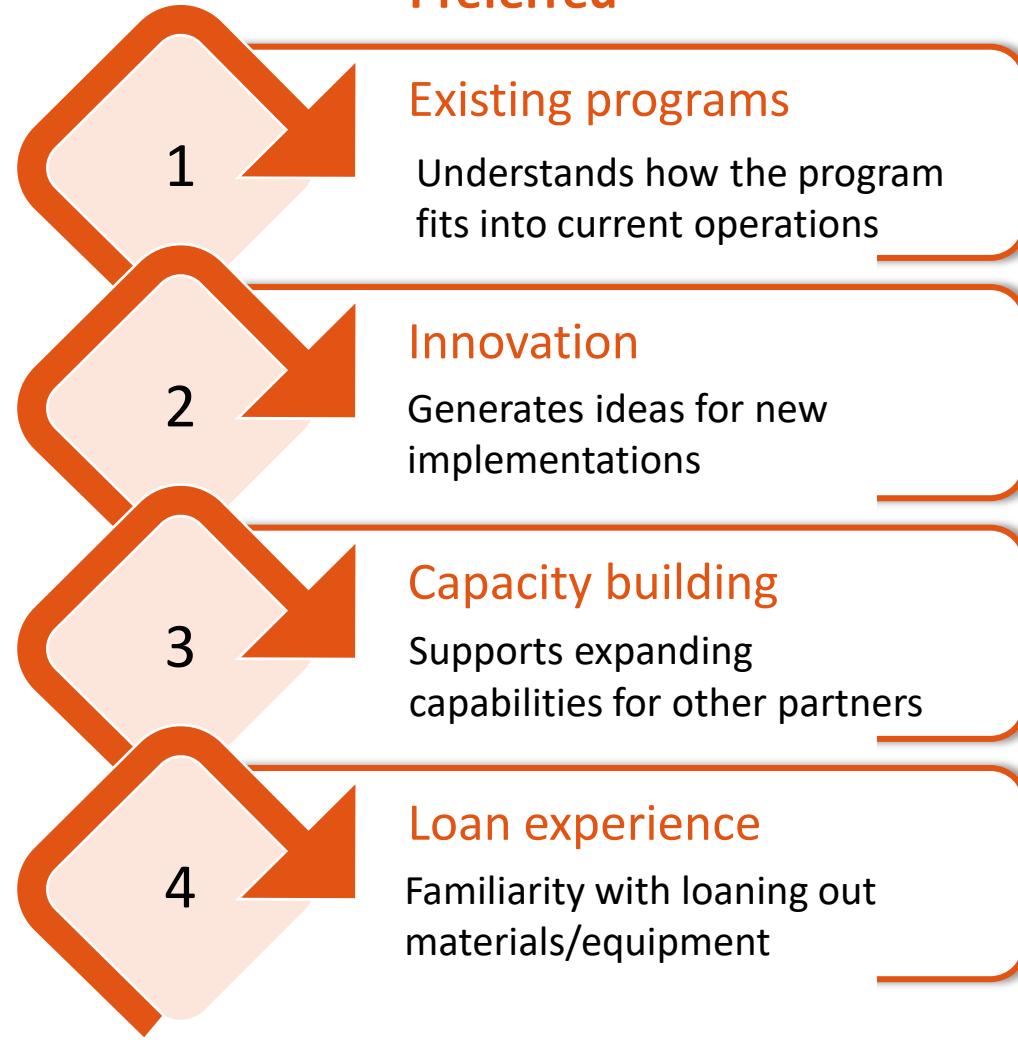 Preferred
1
Existing programs
Understands how the program
fits into current operations
2
Innovation
Generates ideas for new
implementations
3
Capacity building
Supports expanding
capabilities for other partners
4
Loan experience
Familiarity with loaning out
materials/equipment